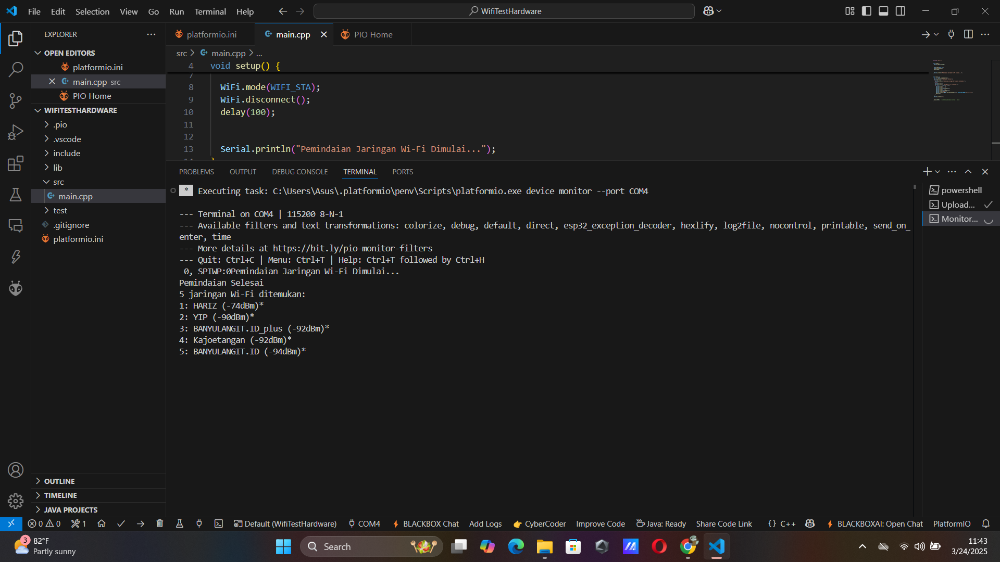 File Edit Selection View Go Run Terminal Help
WifiTestHardware
EXPLORER
OPEN EDITORS
platformio.ini
main.cpp src
PIO Home
WIFITESTHARDWARE
.pio
.vscode
include
lib
src
main.cpp
test
.gitignore
platformio.ini
OUTLINE
TIMELINE
JAVA PROJECTS
platformio.ini main.cpp PIO Home
src > main.cpp > ...
4 void setup() {
7
8 WiFi.mode(WIFI_STA);
9 WiFi.disconnect();
10 delay(100);
11
12
13 Serial.println("Pemindaian Jaringan Wi-Fi Dimulai...");
PROBLEMS OUTPUT DEBUG CONSOLE TERMINAL PORTS
* Executing task: C:\Users\Asus\.platformio\penv\Scripts\platformio.exe device monitor --port COM4
--- Terminal on COM4 | 115200 8-N-1
--- Available filters and text transformations: colorize, debug, default, direct, esp32_exception_decoder, hexlify, log2file, nocontrol, printable, send_on_
enter, time
--- More details at https://bit.ly/pio-monitor-filters
--- Quit: Ctrl+C | Menu: Ctrl+T | Help: Ctrl+T followed by Ctrl+H
0, SPIWP:0Pemindaian Jaringan Wi-Fi Dimulai...
Pemindaian Selesai
5 jaringan Wi-Fi ditemukan:
1: HARIZ (-74dBm)*
2: YIP (-90dBm)*
3: BANYULANGIT.ID_plus (-92dBm)*
4: Kajoetangan (-92dBm)*
5: BANYULANGIT.ID (-94dBm)*
powershell
Upload...
Monitor...
0 0 1 Default (WifiTestHardware) COM4 BLACKBOX Chat Add Logs CyberCoder Improve Code Java: Ready Share Code Link {} C++ BLACKBOXAI: Open Chat PlatformIO
3
82°F
Partly sunny
Search
11:43
3/24/2025